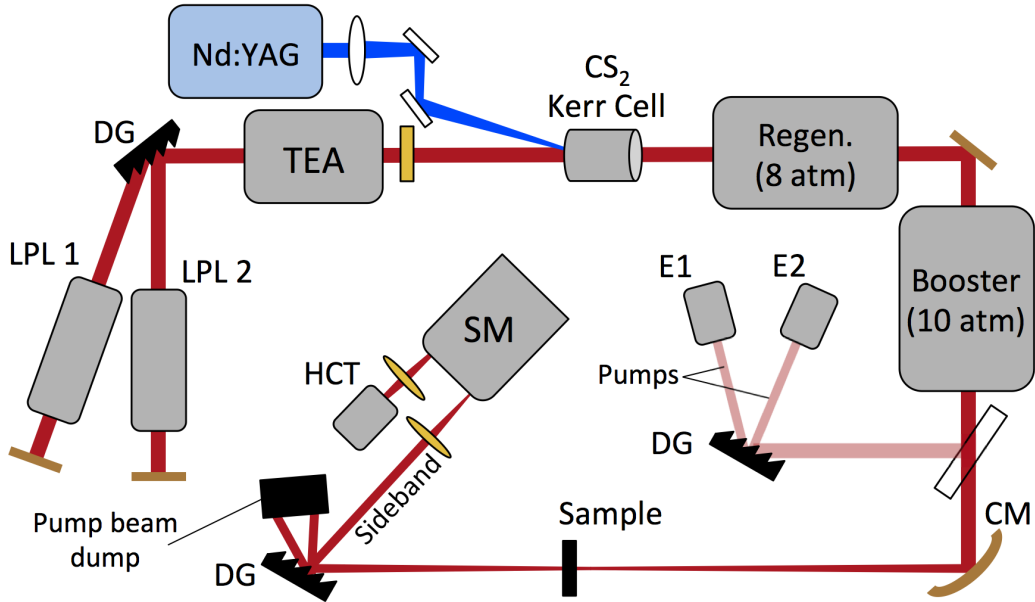 Nd:YAG
CS₂
Kerr Cell
DG
TEA
Regen.
(8 atm)
LPL 1
LPL 2
E1
E2
Booster
(10 atm)
SM
HCT
Pumps
DG
Sideband
Pump beam
dump
Sample
CM
DG